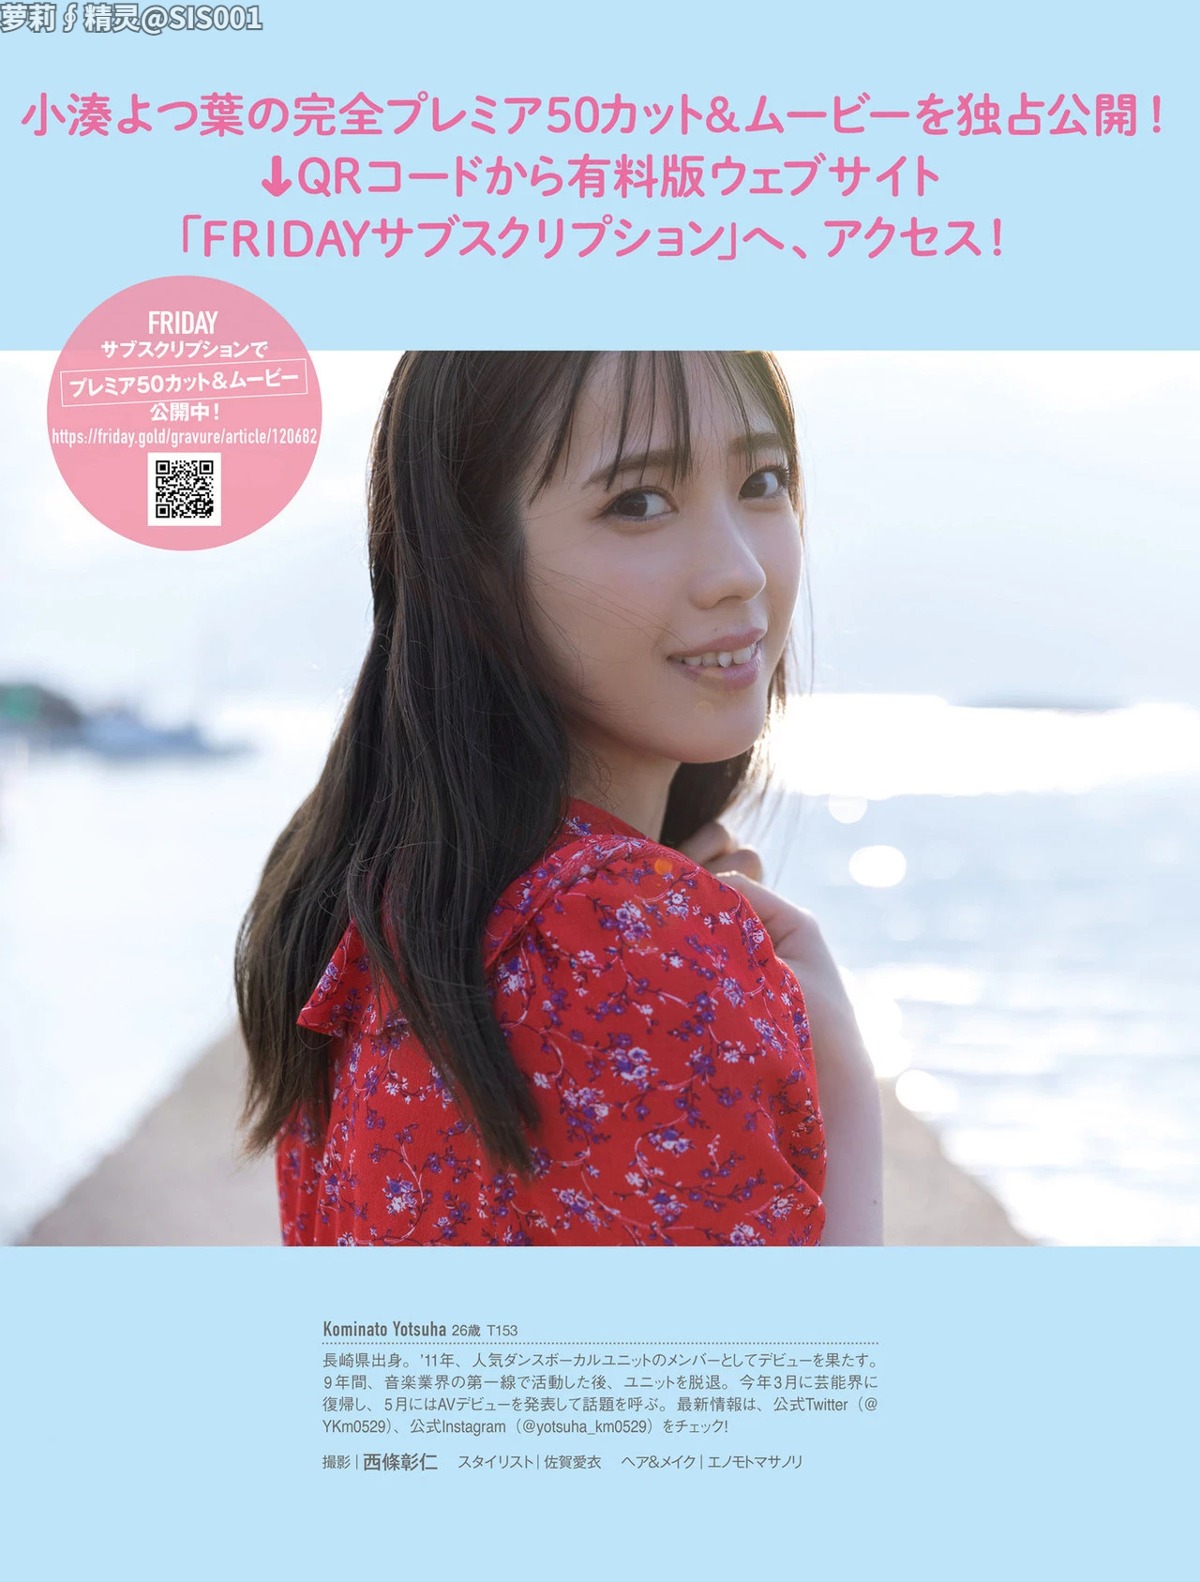 萝莉∮精灵@SIS001
小湊よつ葉の完全プレミア50カット&ムービーを独占公開！
↓QRコードから有料版ウェブサイト
「FRIDAYサブスクリプション」へ、アクセス！
FRIDAY
サブスクリプションで
プレミア50カット&ムービー
公開中！
https://friday.gold/gravure/article/120682
Kominato Yotsuha 26歳 T153
長崎県出身。'11年、人気ダンスボーカルユニットのメンバーとしてデビューを果たす。
9年間、音楽業界の第一線で活動した後、ユニットを脱退。今年3月に芸能界に
復帰し、5月にはAVデビューを発表して話題を呼ぶ。最新情報は、公式Twitter（@
YKm0529）、公式Instagram（@yotsuha_km0529）をチェック!
撮影|西條彰仁 スタイリスト|佐賀愛衣 ヘア&メイク|エノモトマサノリ